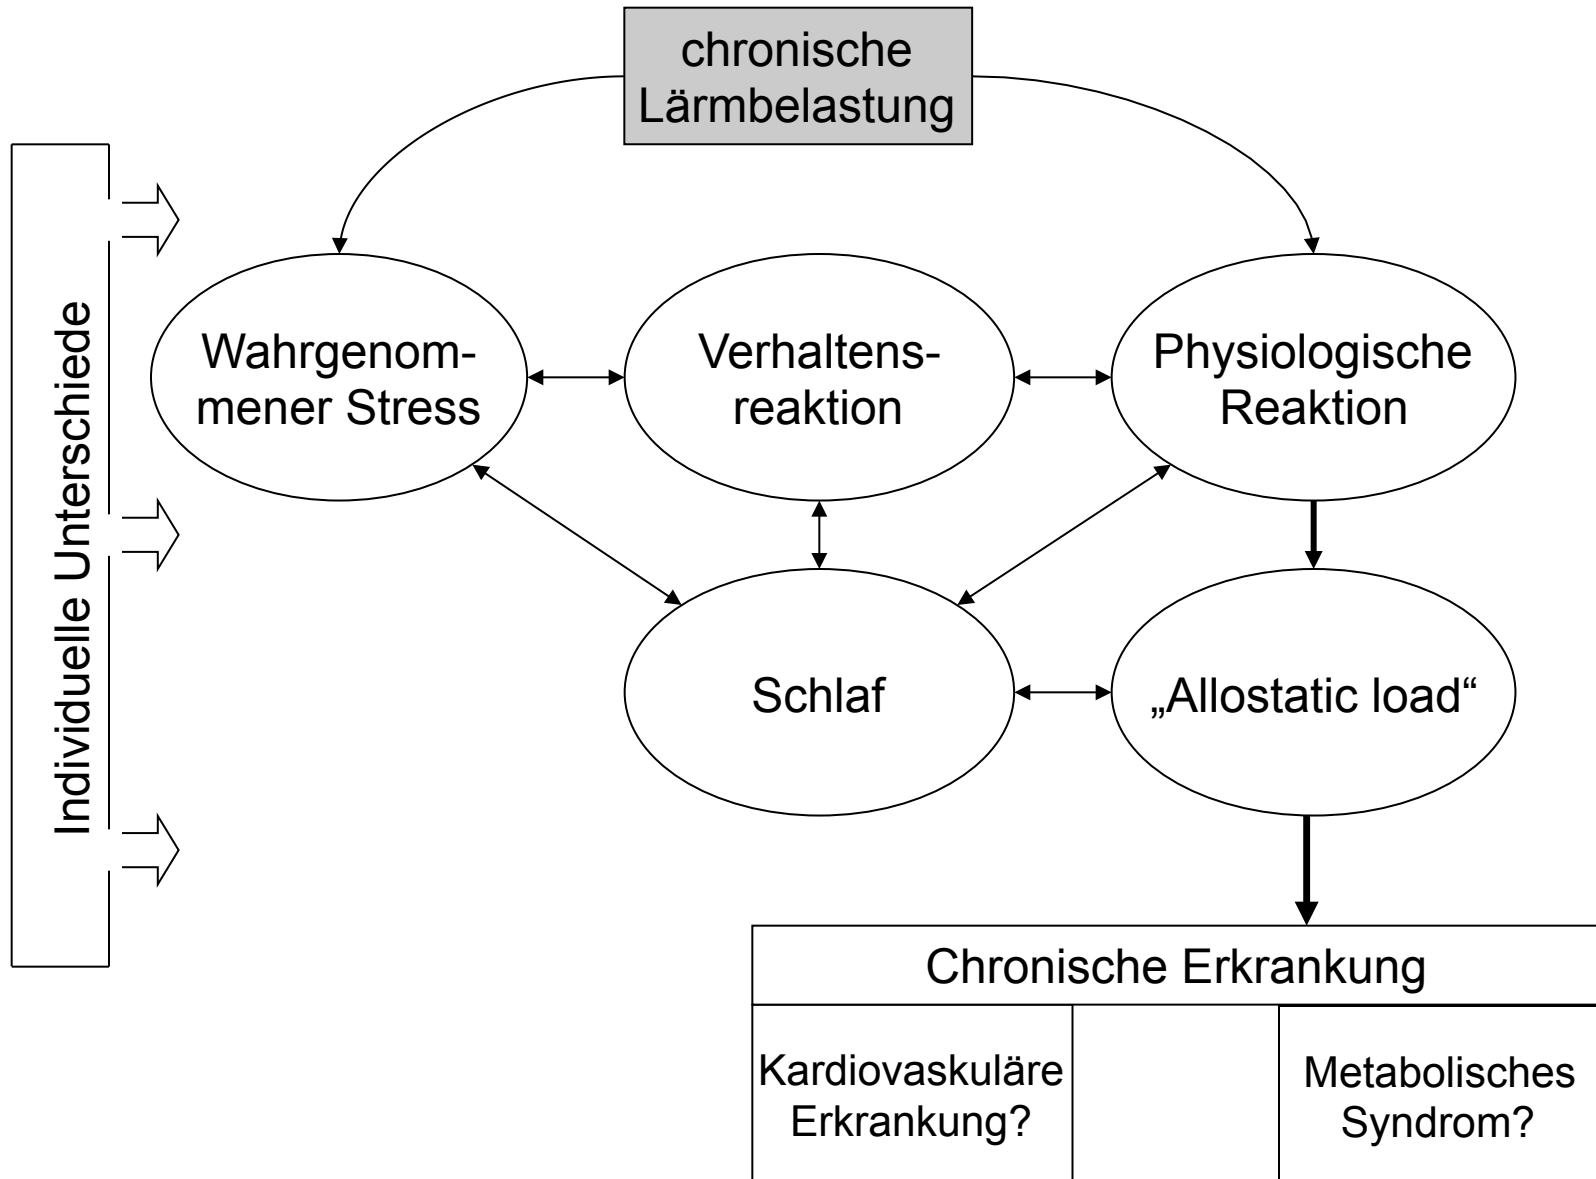 chronische
Lärmbelastung
Individuelle Unterschiede
Wahrgenom-
mener Stress
Verhaltens-
reaktion
Physiologische
Reaktion
Schlaf
„Allostatic load“
Chronische Erkrankung
Kardiovaskuläre
Erkrankung?
Metabolisches
Syndrom?